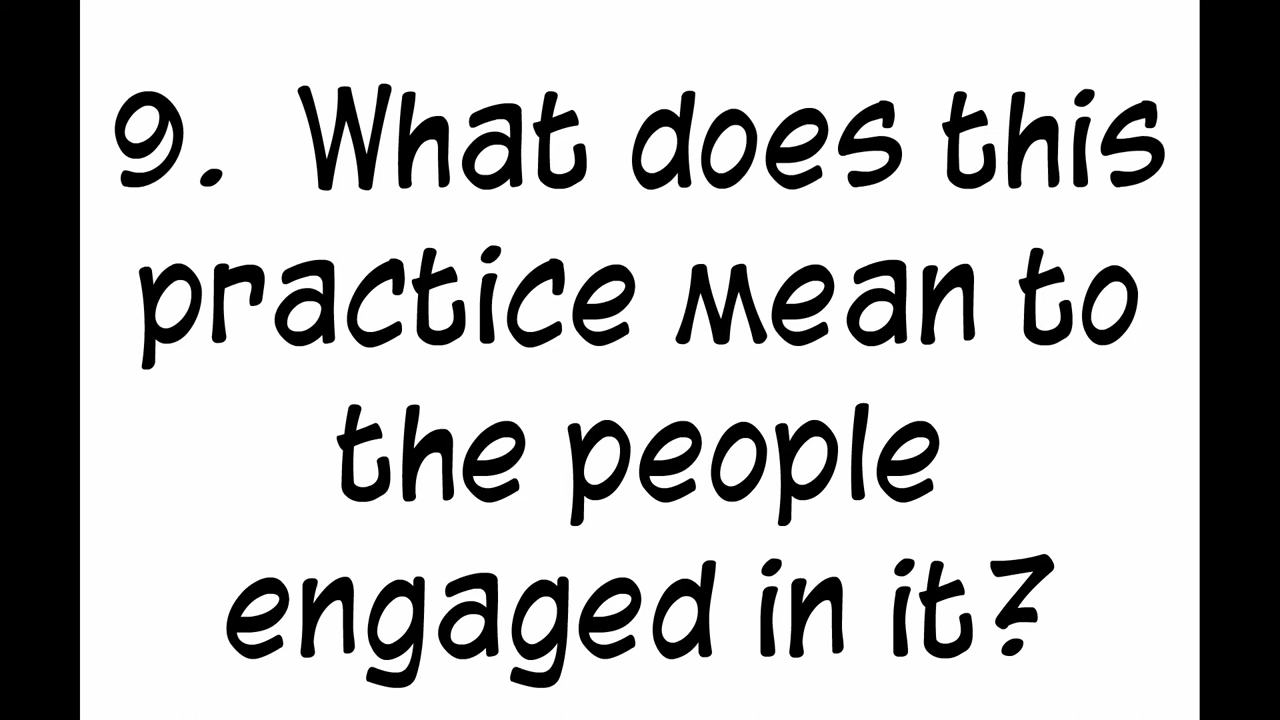 9. What does this
practice mean to
the people
engaged in it?